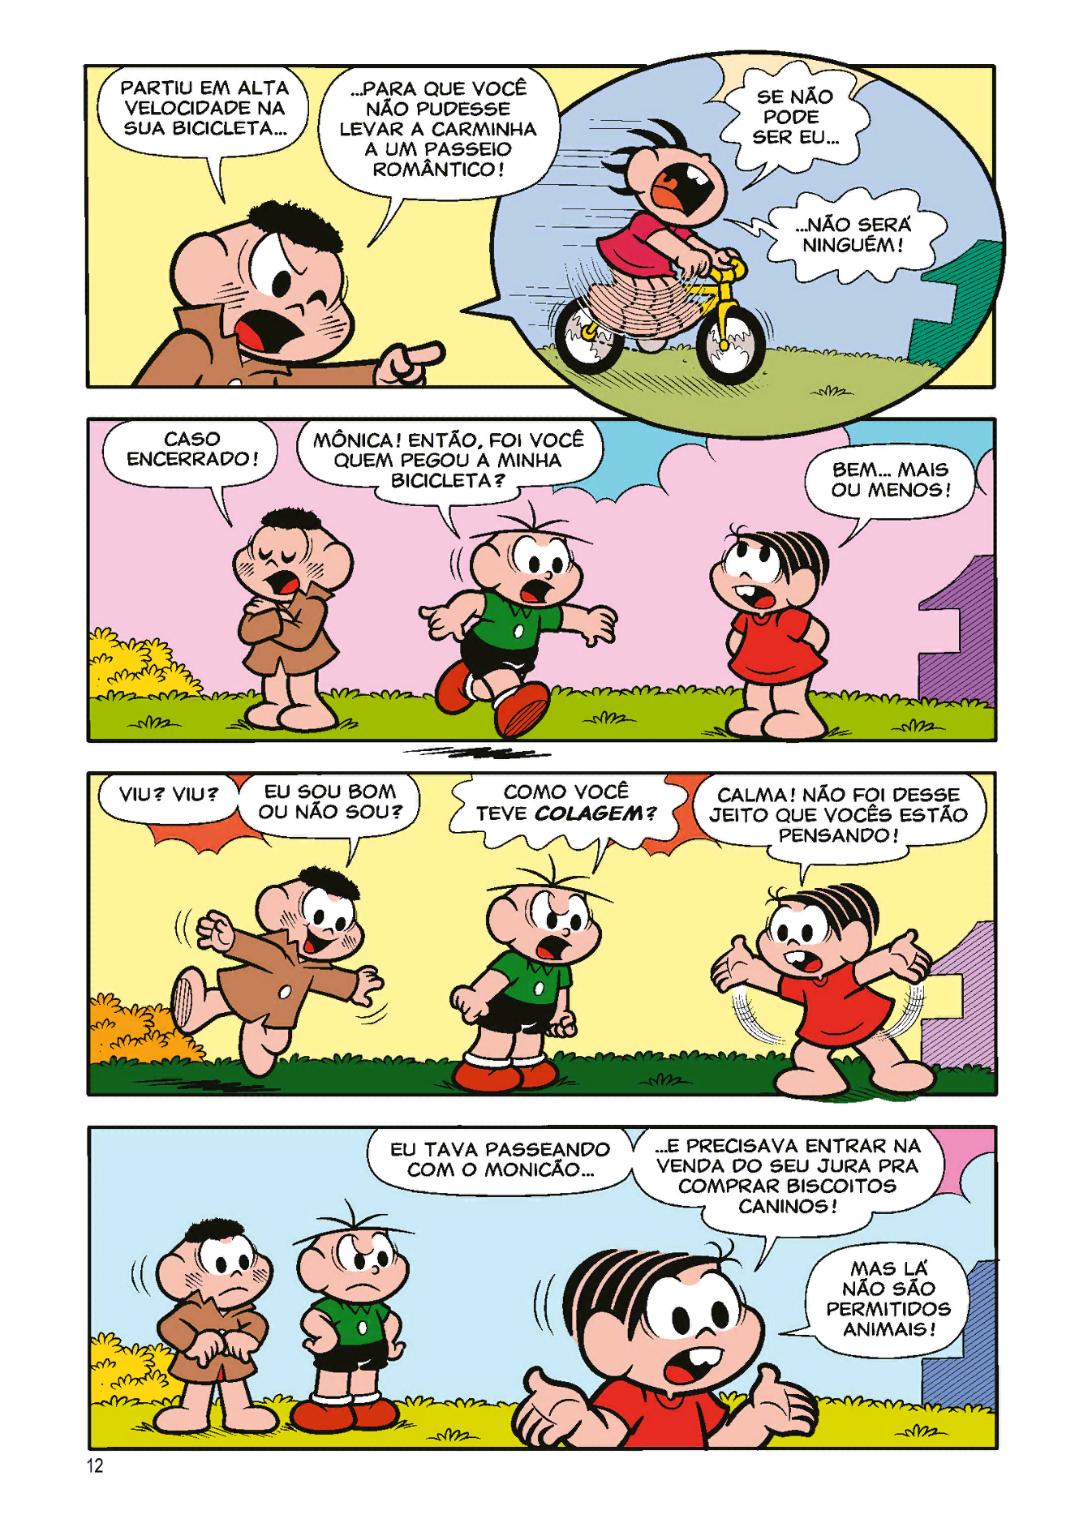 PARTIU EM ALTA
VELOCIDADE NA
SUA BICICLETA...
...PARA QUE VOCÊ
NÃO PUDESSE
LEVAR A CARMINHA
A UM PASSEIO
ROMÂNTICO!
SE NÃO
PODE
SER EU...
...NÃO SERÁ
NINGUÉM!
CASO
ENCERRADO!
MÔNICA! ENTÃO, FOI VOCÊ
QUEM PEGOU A MINHA
BICICLETA?
BEM... MAIS
OU MENOS!
VIU? VIU?
EU SOU BOM
OU NÃO SOU?
COMO VOCÊ
TEVE COLAGEM?
CALMA! NÃO FOI DESSE
JEITO QUE VOCÊS ESTÃO
PENSANDO!
EU TAVA PASSEANDO
COM O MONICÃO...
...E PRECISAVA ENTRAR NA
VENDA DO SEU JURA PRA
COMPRAR BISCOITOS
CANINOS!
MAS LÁ
NÃO SÃO
PERMITIDOS
ANIMAIS!
12